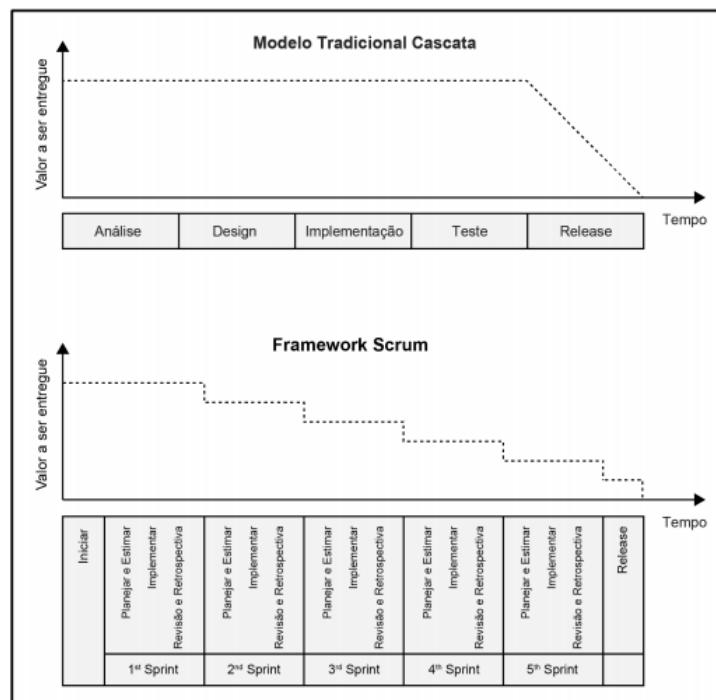 Modelo Tradicional Cascata
Valor a ser entregue
Tempo
Análise
Design
Implementação
Teste
Release
Framework Scrum
Valor a ser entregue
Tempo
Iniciar
Planejar e Estimar
Implementar
Revisão e Retrospectiva
Planejar e Estimar
Implementar
Revisão e Retrospectiva
Planejar e Estimar
Implementar
Revisão e Retrospectiva
Planejar e Estimar
Implementar
Revisão e Retrospectiva
Planejar e Estimar
Implementar
Revisão e Retrospectiva
Release
1st Sprint
2nd Sprint
3rd Sprint
4th Sprint
5th Sprint